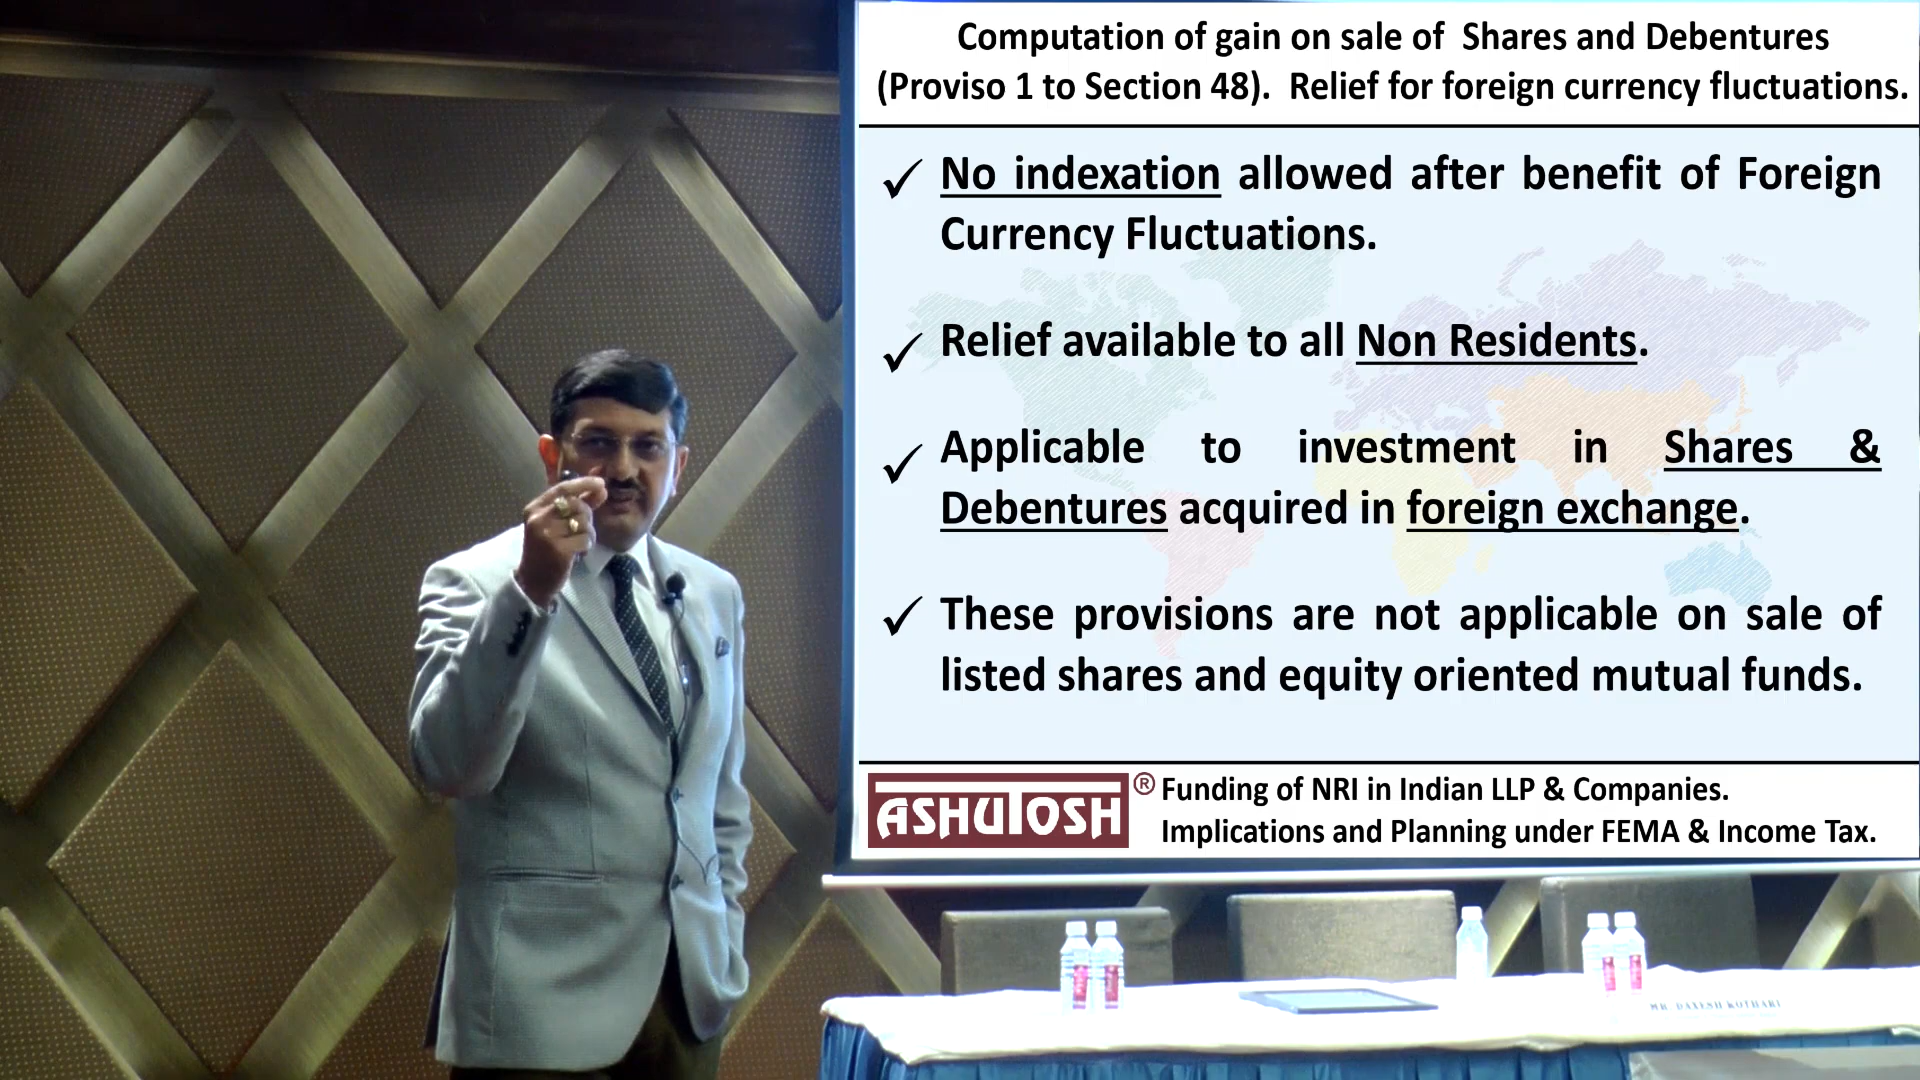 Computation of gain on sale of Shares and Debentures
(Proviso 1 to Section 48). Relief for foreign currency fluctuations.
✓ No indexation allowed after benefit of Foreign
Currency Fluctuations.
✓ Relief available to all Non Residents.
✓ Applicable to investment in Shares &
Debentures acquired in foreign exchange.
✓ These provisions are not applicable on sale of
listed shares and equity oriented mutual funds.
ASHUTOSH ®
Funding of NRI in Indian LLP & Companies.
Implications and Planning under FEMA & Income Tax.
MR. DAXESH KOTHARI